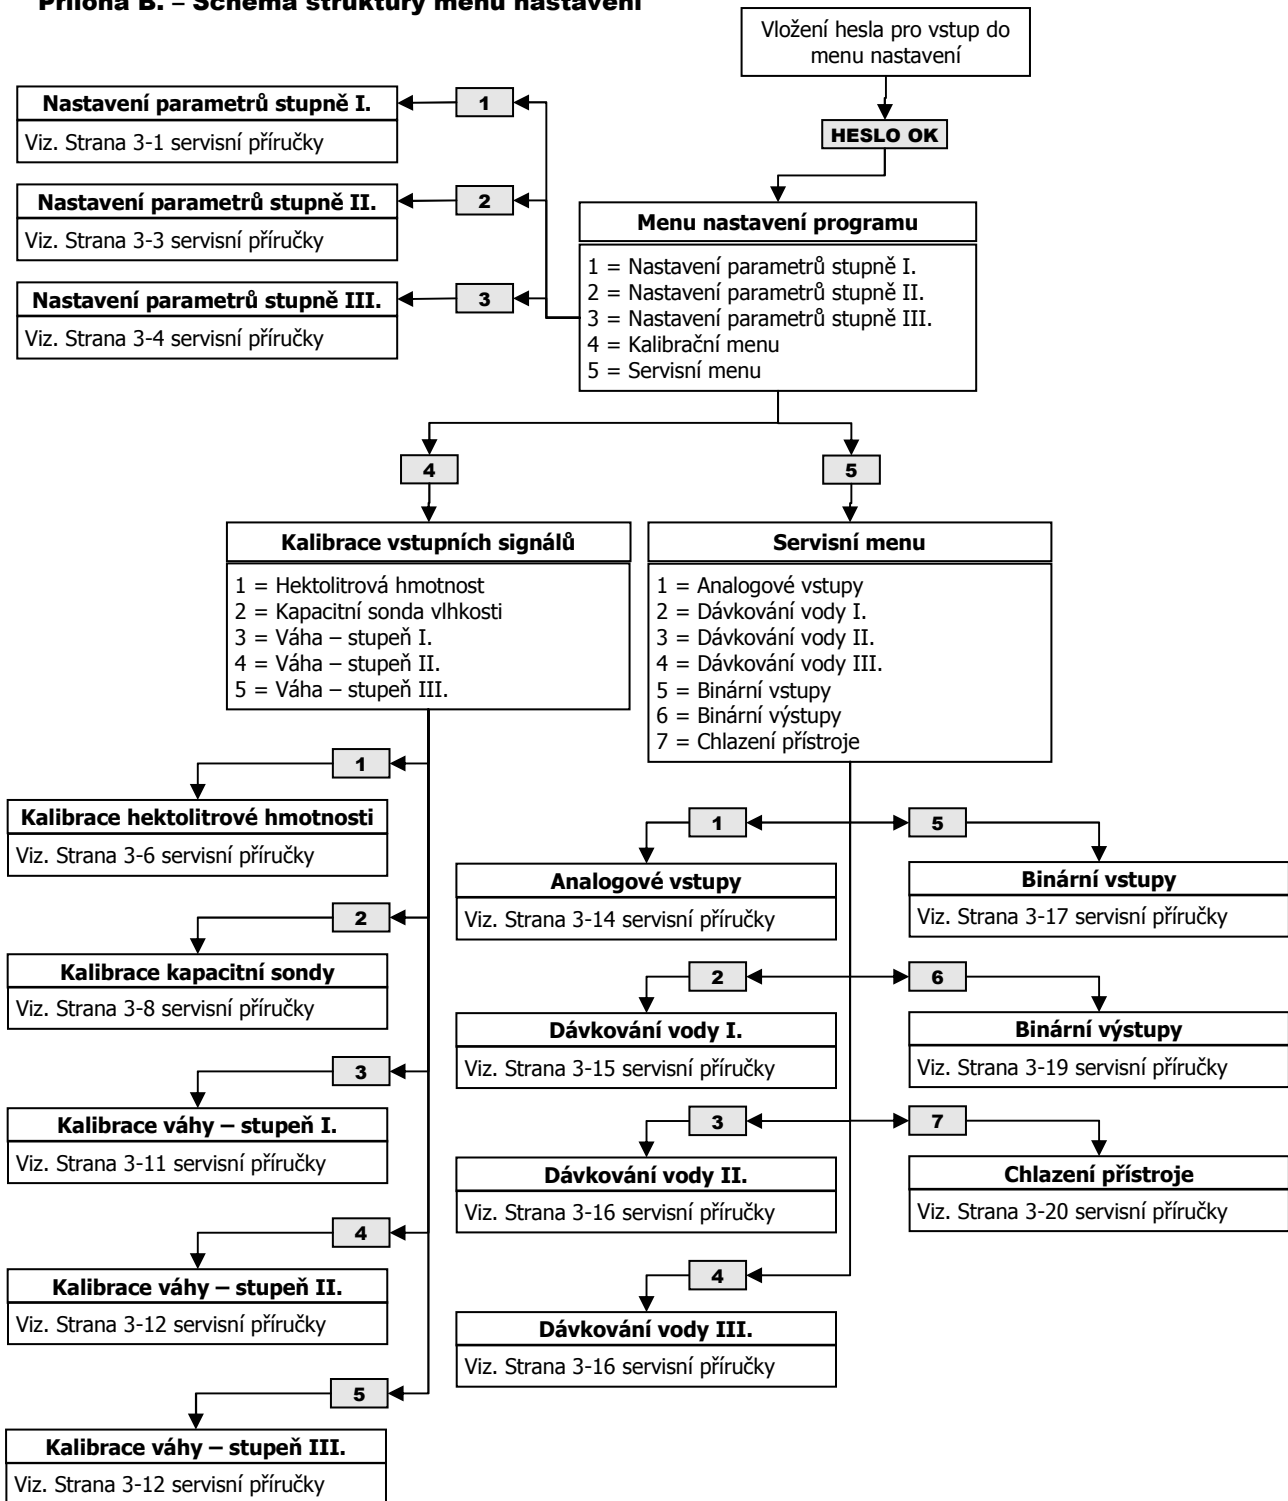 Příloha B. – Schéma struktury menu nastavení
Vložení hesla pro vstup do
menu nastavení
HESLO OK
Nastavení parametrů stupně I.
Viz. Strana 3-1 servisní příručky
1
Nastavení parametrů stupně II.
Viz. Strana 3-3 servisní příručky
2
Nastavení parametrů stupně III.
Viz. Strana 3-4 servisní příručky
3
Menu nastavení programu
1 = Nastavení parametrů stupně I.
2 = Nastavení parametrů stupně II.
3 = Nastavení parametrů stupně III.
4 = Kalibrační menu
5 = Servisní menu
4
5
Kalibrace vstupních signálů
1 = Hektolitrová hmotnost
2 = Kapacitní sonda vlhkosti
3 = Váha – stupeň I.
4 = Váha – stupeň II.
5 = Váha – stupeň III.
Servisní menu
1 = Analogové vstupy
2 = Dávkování vody I.
3 = Dávkování vody II.
4 = Dávkování vody III.
5 = Binární vstupy
6 = Binární výstupy
7 = Chlazení přístroje
1
Kalibrace hektolitrové hmotnosti
Viz. Strana 3-6 servisní příručky
2
Kalibrace kapacitní sondy
Viz. Strana 3-8 servisní příručky
3
Kalibrace váhy – stupeň I.
Viz. Strana 3-11 servisní příručky
4
Kalibrace váhy – stupeň II.
Viz. Strana 3-12 servisní příručky
5
Kalibrace váhy – stupeň III.
Viz. Strana 3-12 servisní příručky
1
Analogové vstupy
Viz. Strana 3-14 servisní příručky
2
Dávkování vody I.
Viz. Strana 3-15 servisní příručky
3
Dávkování vody II.
Viz. Strana 3-16 servisní příručky
4
Dávkování vody III.
Viz. Strana 3-16 servisní příručky
5
Binární vstupy
Viz. Strana 3-17 servisní příručky
6
Binární výstupy
Viz. Strana 3-19 servisní příručky
7
Chlazení přístroje
Viz. Strana 3-20 servisní příručky